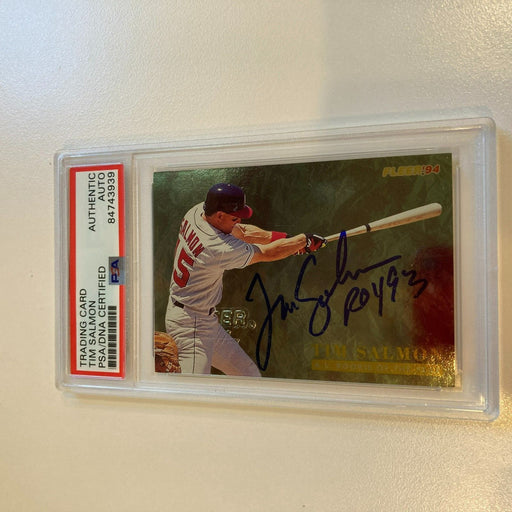 TRADING CARD
TIM SALMON
PSA/DNA CERTIFIED
AUTHENTIC
AUTO
84743939
PSA
FLEER '94
SALMON
15
Tim Salmon
ROY 93
TIM SALMON